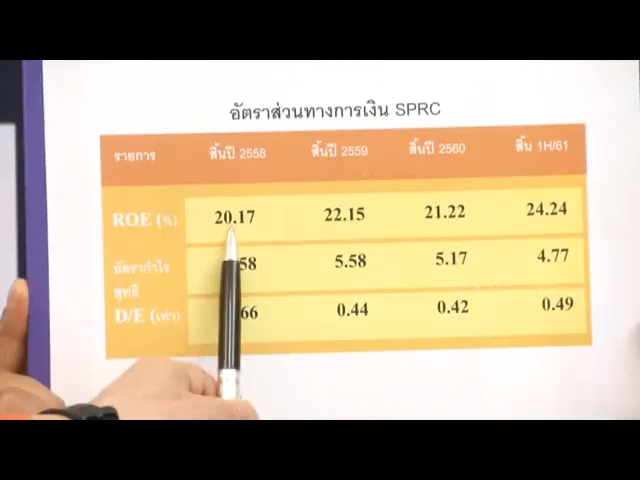 อัตราส่วนทางการเงิน SPRC
รายการ สิ้นปี 2558 สิ้นปี 2559 สิ้นปี 2560 สิ้น 1H/61
ROE (%) 20.17 22.15 21.22 24.24
อัตรากำไร
สุทธิ 58 5.58 5.17 4.77
D/E (เท่า) 66 0.44 0.42 0.49